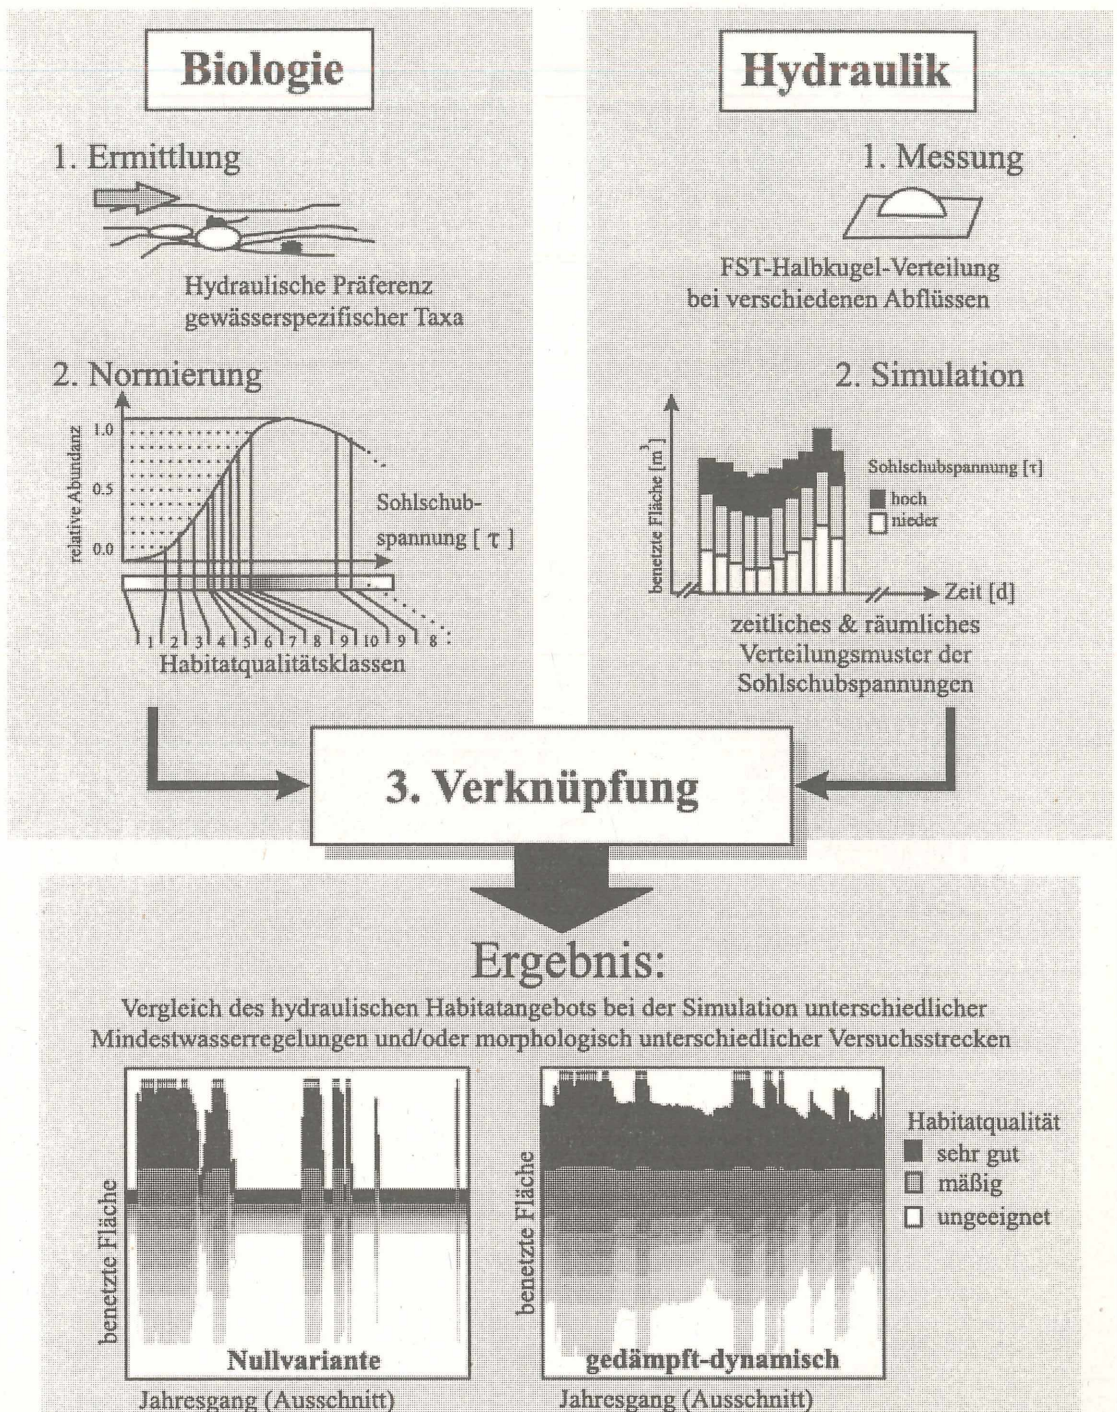 Biologie
1. Ermittlung
Hydraulische Präferenz
gewässerspezifischer Taxa
2. Normierung
relative Abundanz
1.0
0.5
0.0
Sohlschub-
spannung [ τ ]
1 2 3 4 5 6 7 8 9 10 9 8
Habitatqualitätsklassen
Hydraulik
1. Messung
FST-Halbkugel-Verteilung
bei verschiedenen Abflüssen
2. Simulation
benetzte Fläche [m³]
Sohlschubspannung [τ]
hoch
nieder
Zeit [d]
zeitliches & räumliches
Verteilungsmuster der
Sohlschubspannungen
3. Verknüpfung
Ergebnis:
Vergleich des hydraulischen Habitatangebots bei der Simulation unterschiedlicher
Mindestwasserregelungen und/oder morphologisch unterschiedlicher Versuchsstrecken
benetzte Fläche
Nullvariante
Jahresgang (Ausschnitt)
benetzte Fläche
gedämpft-dynamisch
Jahresgang (Ausschnitt)
Habitatqualität
sehr gut
mäßig
ungeeignet